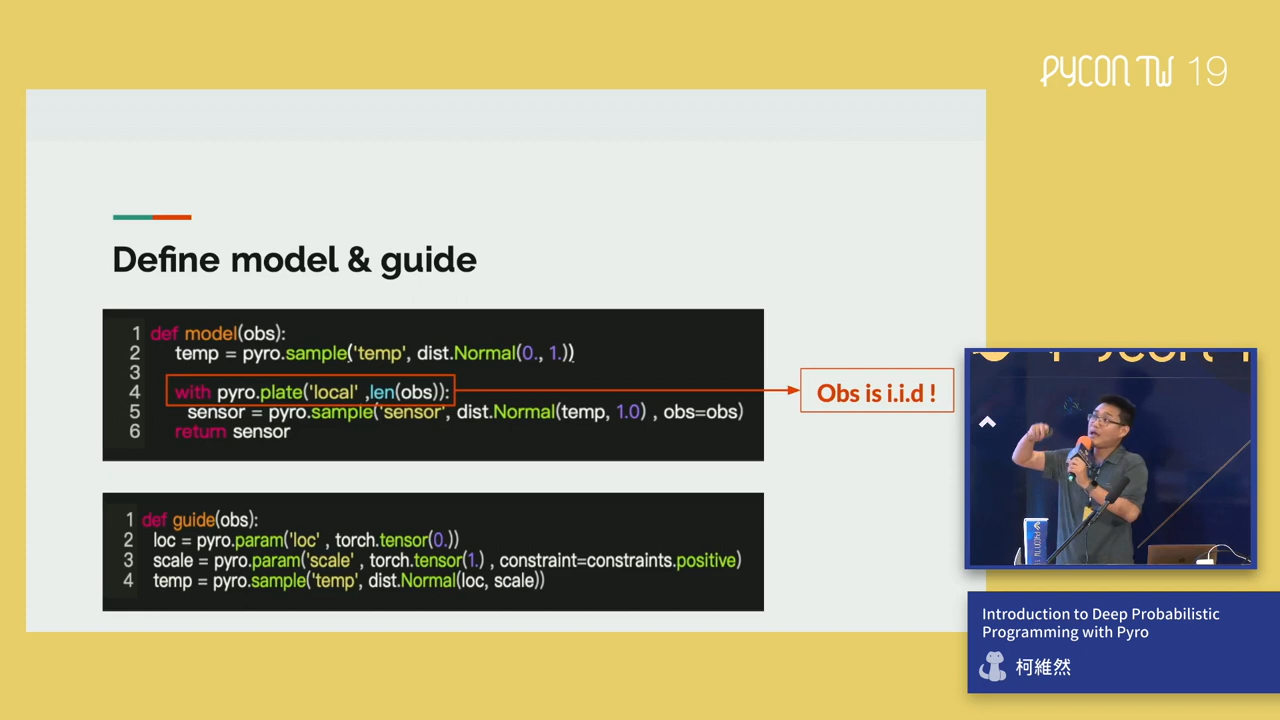 PYCON TW 19
Define model & guide
1 def model(obs):
2 temp = pyro.sample('temp', dist.Normal(0., 1.))
3
4 with pyro.plate('local' ,len(obs)):
5 sensor = pyro.sample('sensor', dist.Normal(temp, 1.0) , obs=obs)
6 return sensor
Obs is i.i.d !
1 def guide(obs):
2 loc = pyro.param('loc' , torch.tensor(0.))
3 scale = pyro.param('scale' , torch.tensor(1.) , constraint=constraints.positive)
4 temp = pyro.sample('temp', dist.Normal(loc, scale))
Introduction to Deep Probabilistic
Programming with Pyro
柯維然